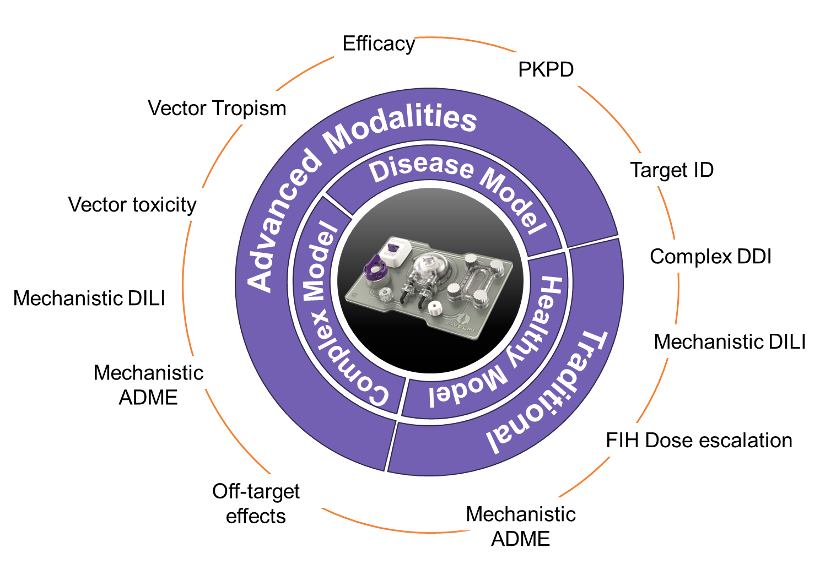 Efficacy
PKPD
Vector Tropism
Target ID
Vector toxicity
Complex DDI
Mechanistic DILI
Mechanistic DILI
Mechanistic
ADME
FIH Dose escalation
Off-target
effects
Mechanistic
ADME
Advanced Modalities
Traditional
Disease Model
Healthy Model
Complex Model